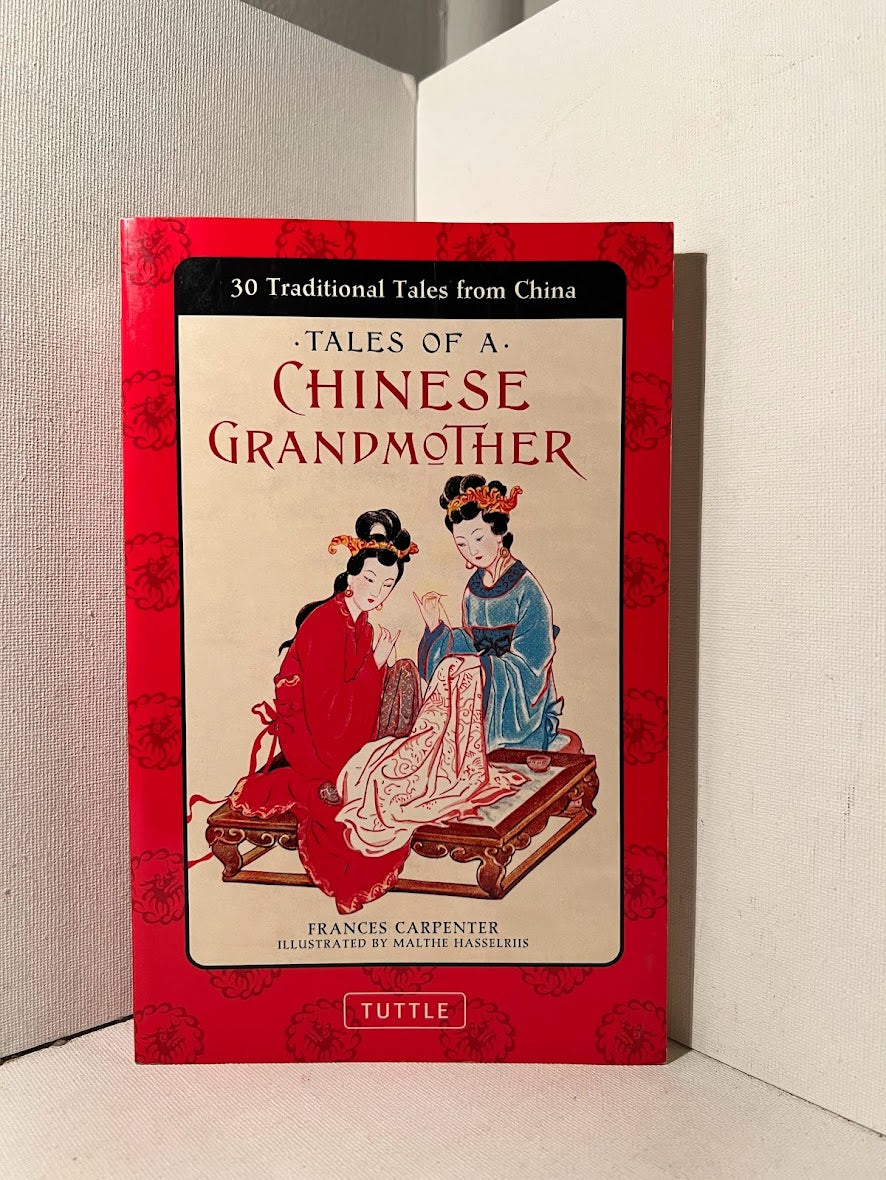 30 Traditional Tales from China
·TALES OF A·
CHINESE
GRANDMOTHER
FRANCES CARPENTER
ILLUSTRATED BY MALTHE HASSELRIIS
TUTTLE